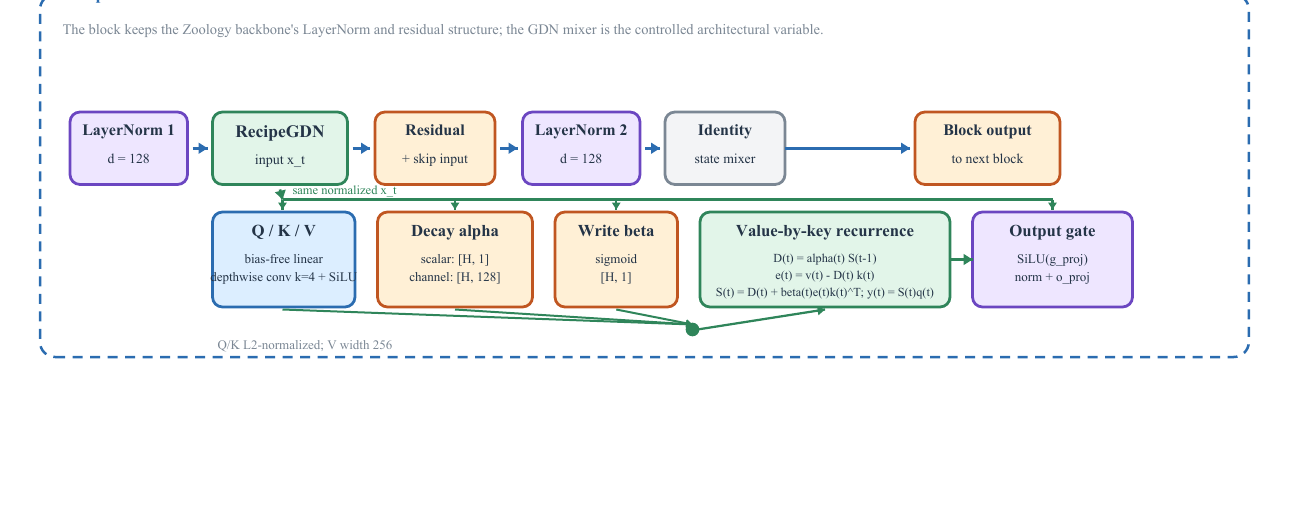 The block keeps the Zoology backbone's LayerNorm and residual structure; the GDN mixer is the controlled architectural variable.
LayerNorm 1
d = 128
RecipeGDN
input x_t
Residual
+ skip input
LayerNorm 2
d = 128
Identity
state mixer
Block output
to next block
same normalized x_t
Q / K / V
bias-free linear
depthwise conv k=4 + SiLU
Decay alpha
scalar: [H, 1]
channel: [H, 128]
Write beta
sigmoid
[H, 1]
Value-by-key recurrence
D(t) = alpha(t) S(t-1)
e(t) = v(t) - D(t) k(t)
S(t) = D(t) + beta(t)e(t)k(t)^T; y(t) = S(t)q(t)
Output gate
SiLU(g_proj)
norm + o_proj
Q/K L2-normalized; V width 256